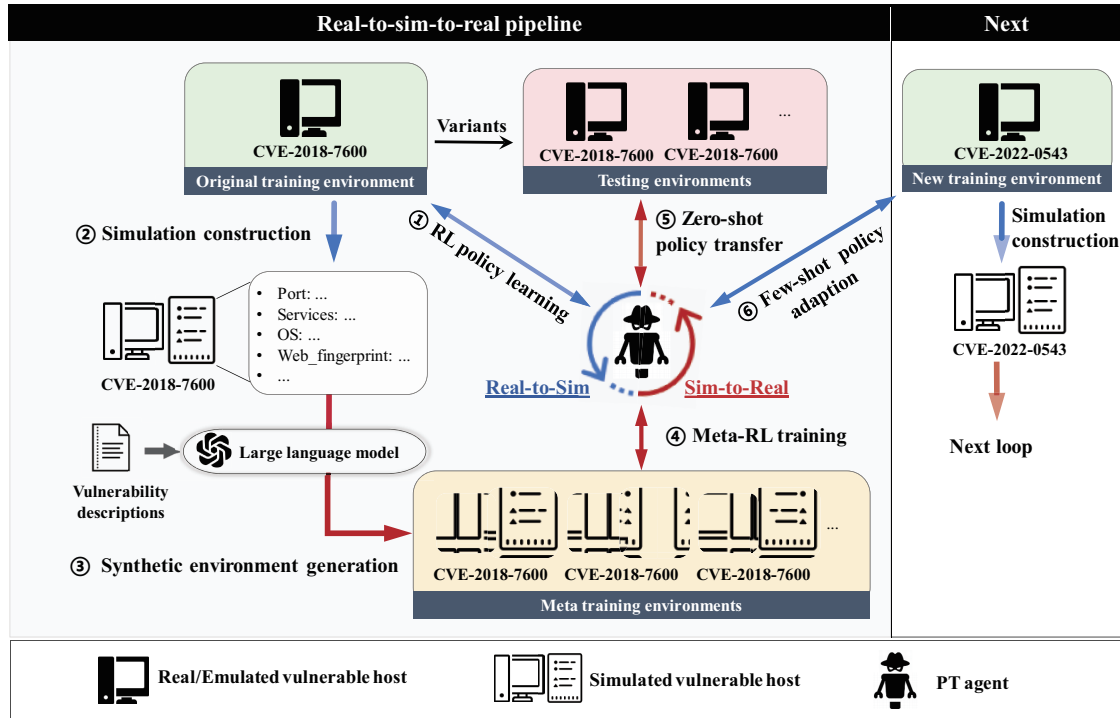 Real-to-sim-to-real pipeline
Next
CVE-2018-7600
Original training environment
Variants
CVE-2018-7600
CVE-2018-7600
...
Testing environments
CVE-2022-0543
New training environment
② Simulation construction
① RL policy learning
⑤ Zero-shot
policy transfer
⑥ Few-shot policy
adaption
Simulation
construction
• Port: ...
• Services: ...
• OS: ...
• Web_fingerprint: ...
• ...
CVE-2018-7600
CVE-2022-0543
Real-to-Sim
Sim-to-Real
Next loop
Large language model
Vulnerability
descriptions
④ Meta-RL training
③ Synthetic environment generation
CVE-2018-7600
CVE-2018-7600
CVE-2018-7600
...
Meta training environments
Real/Emulated vulnerable host
Simulated vulnerable host
PT agent